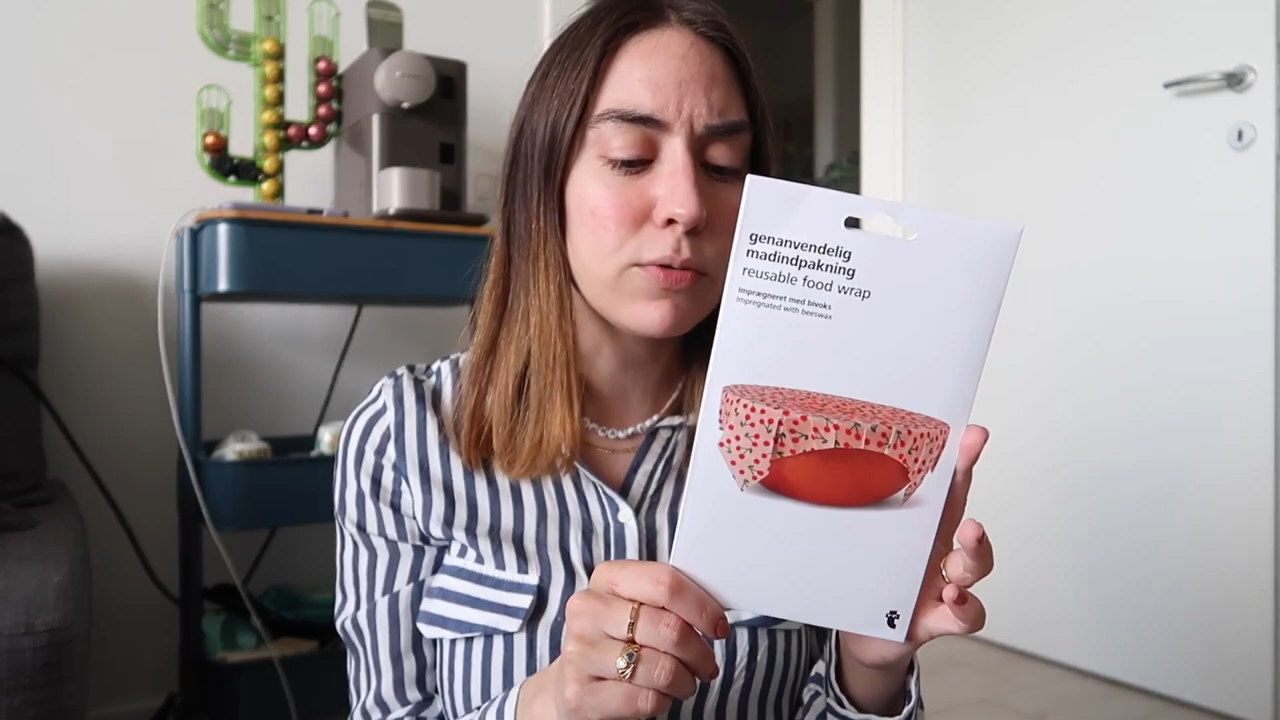 genanvendelig
madindpakning
reusable food wrap
Imprægneret med bivoks
Impregnated with beeswax